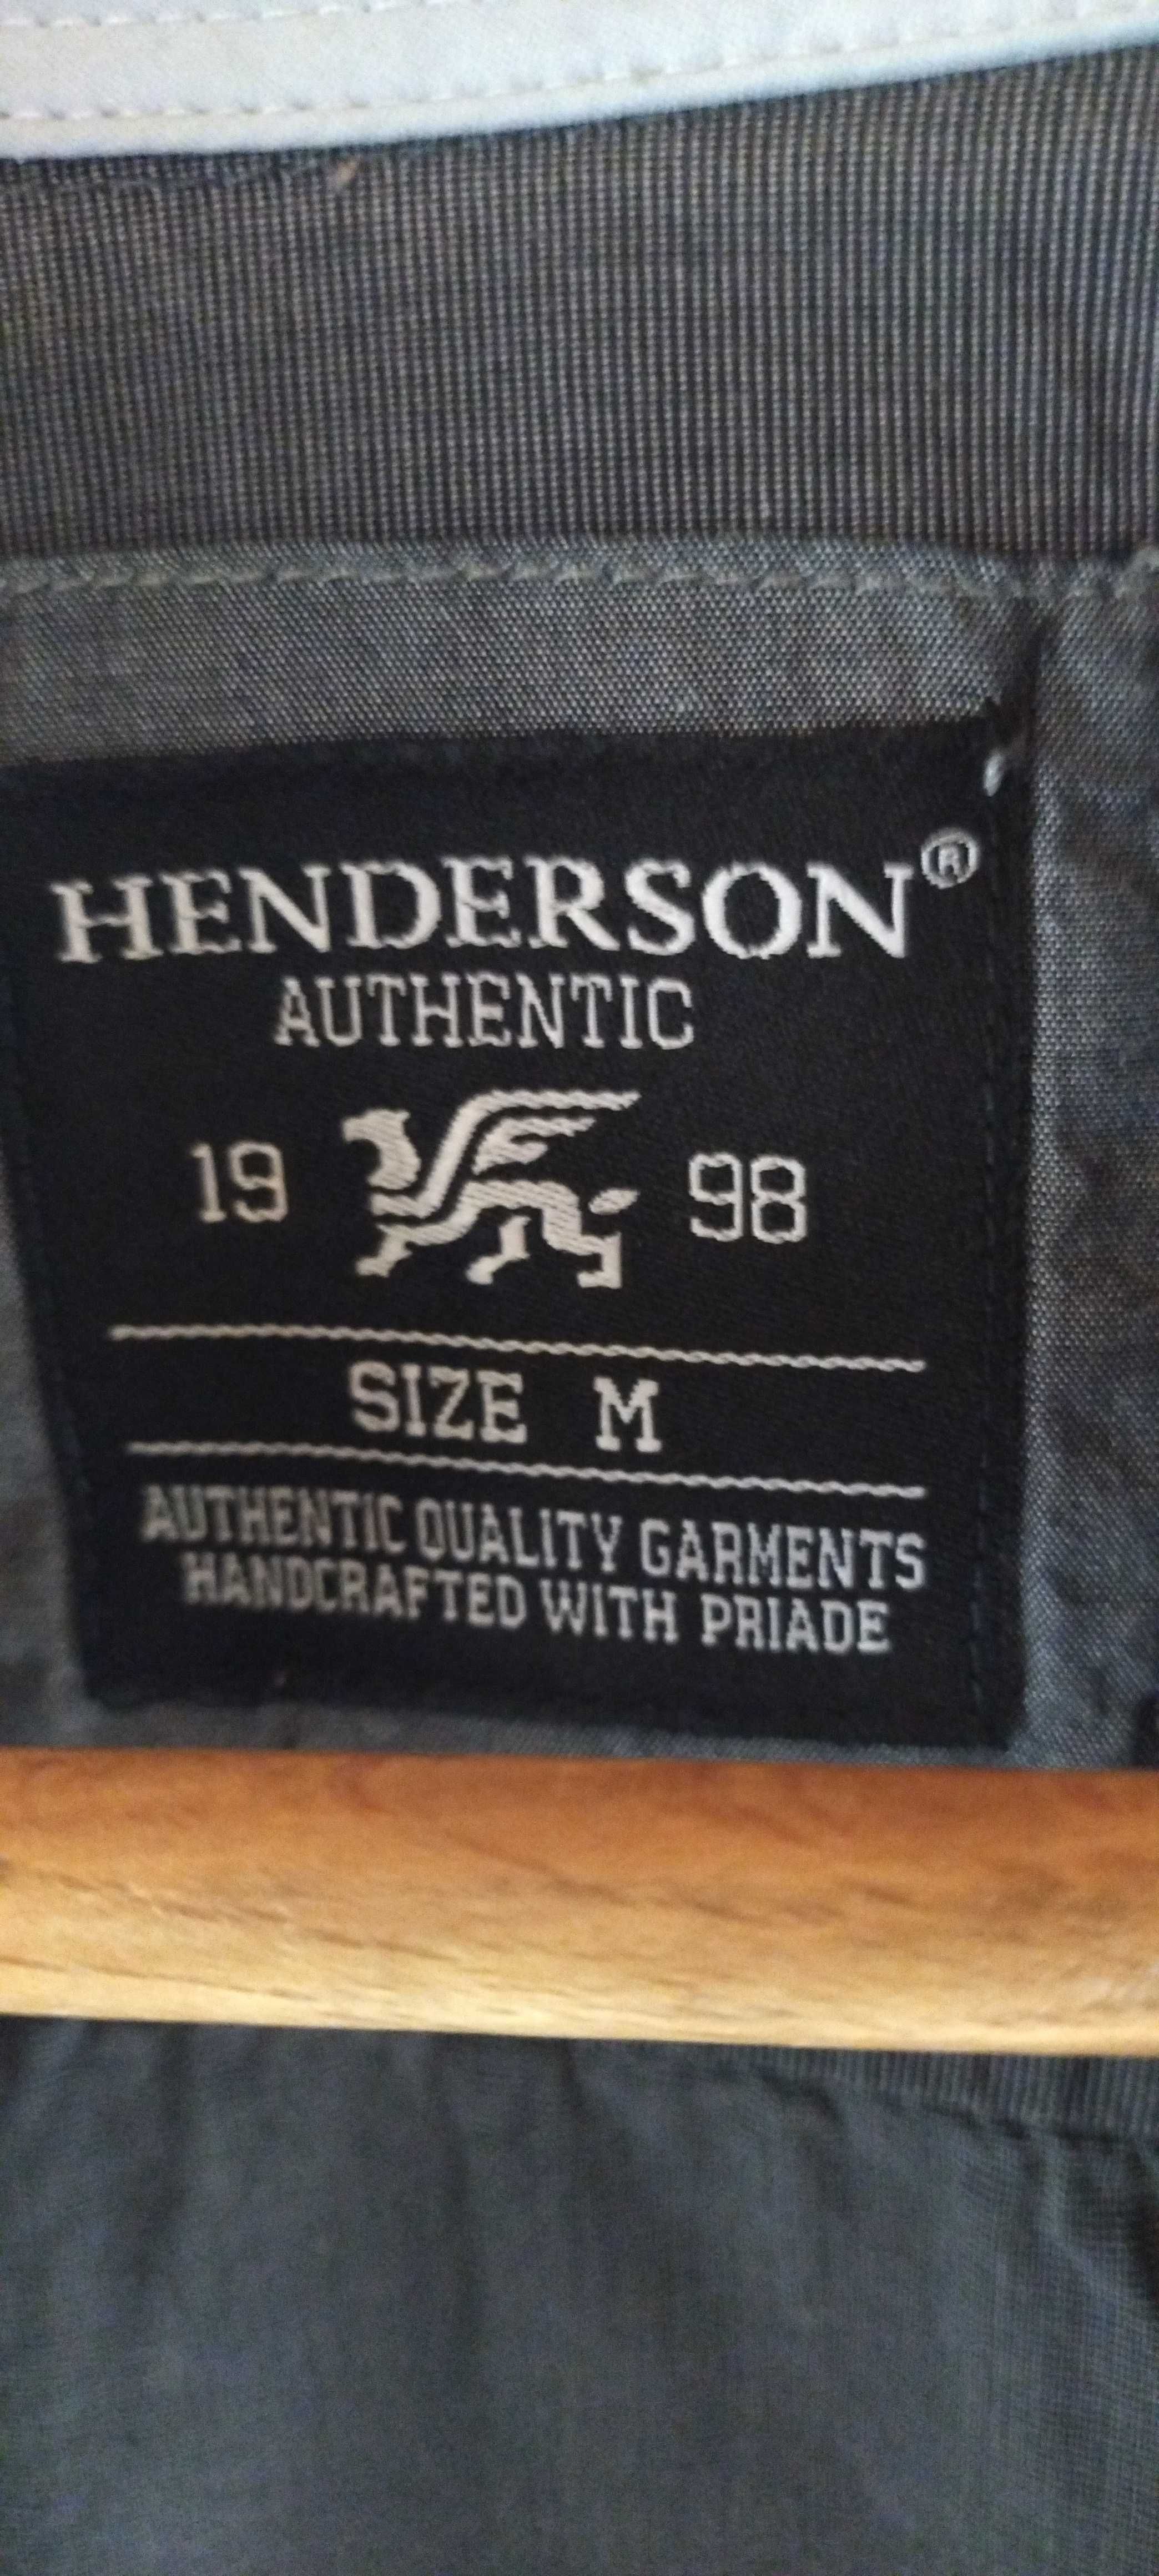 HENDERSON®
AUTHENTIC
19 98
SIZE M
AUTHENTIC QUALITY GARMENTS
HANDCRAFTED WITH PRIADE